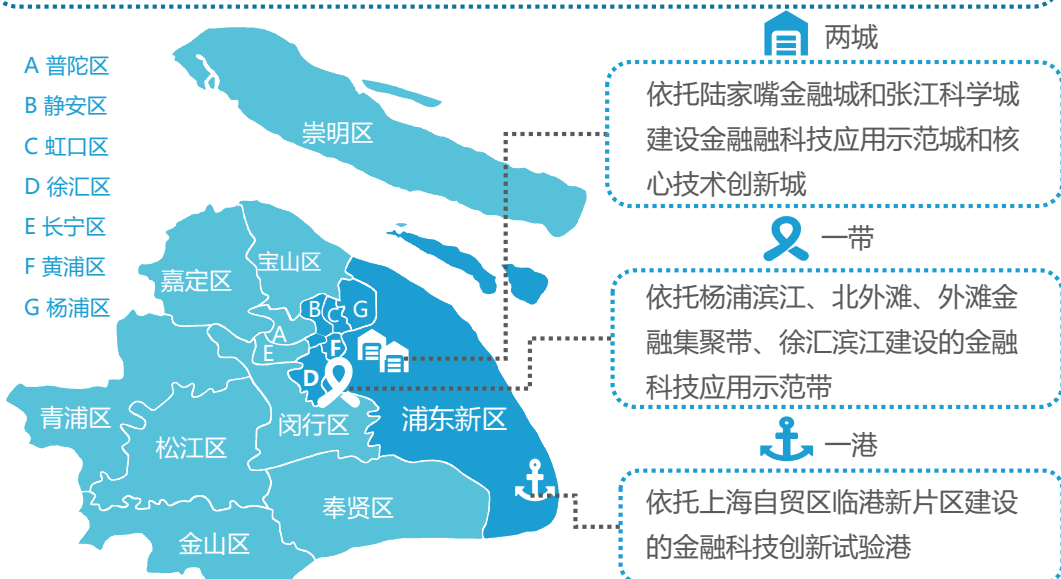 两城
A 普陀区
B 静安区
C 虹口区
D 徐汇区
E 长宁区
F 黄浦区
G 杨浦区
崇明区
依托陆家嘴金融城和张江科学城
建设金融融科技应用示范城和核
心技术创新城
一带
宝山区
嘉定区
B
C
G
A
E
F
D
依托杨浦滨江、北外滩、外滩金
融集聚带、徐汇滨江建设的金融
科技应用示范带
青浦区
松江区
闵行区
浦东新区
一港
奉贤区
金山区
依托上海自贸区临港新片区建设
的金融科技创新试验港